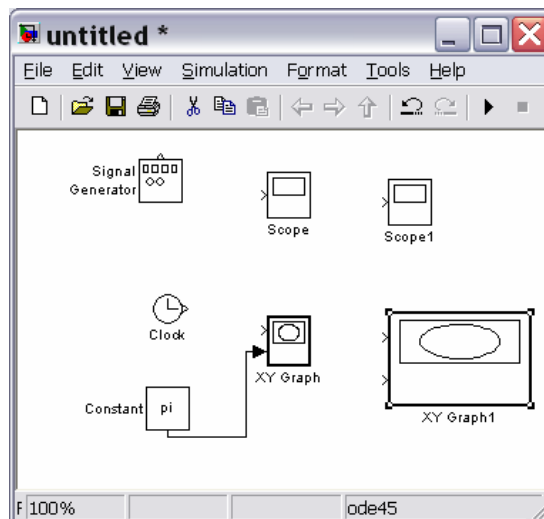 untitled *
File Edit View Simulation Format Tools Help
Signal
Generator
Scope
Scope1
Clock
XY Graph
Constant
pi
XY Graph1
F 100%
ode45